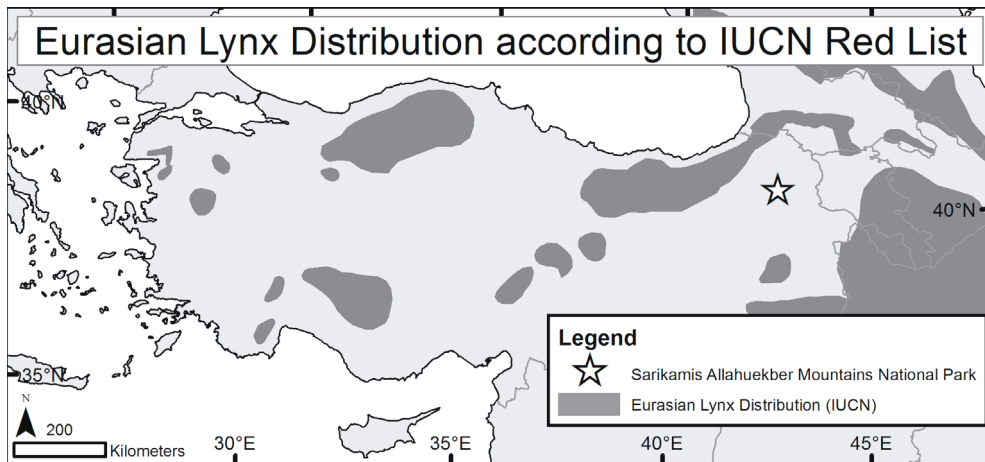 Eurasian Lynx Distribution according to IUCN Red List
40°N
40°N
Legend
Sarikamis Allahuekber Mountains National Park
Eurasian Lynx Distribution (IUCN)
35°N
N
200
Kilometers
30°E
35°E
40°E
45°E